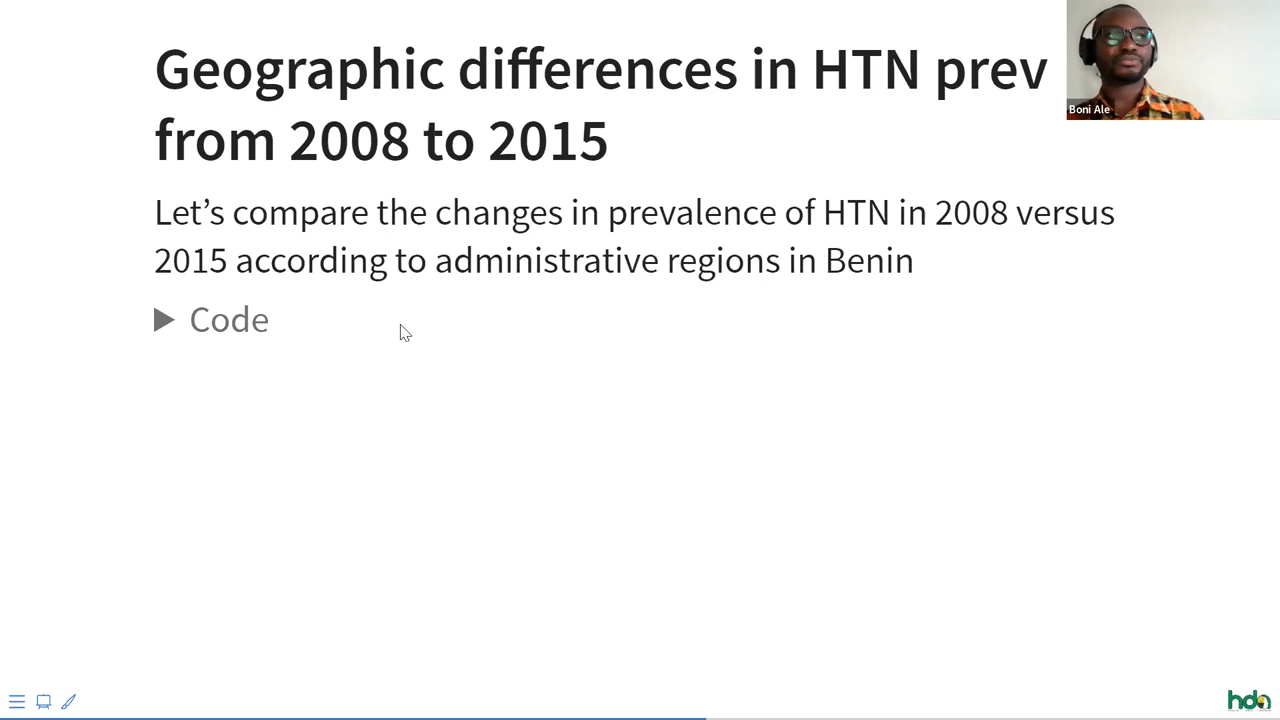 Geographic differences in HTN prev
from 2008 to 2015
Let’s compare the changes in prevalence of HTN in 2008 versus
2015 according to administrative regions in Benin
Code
Boni Ale
hda